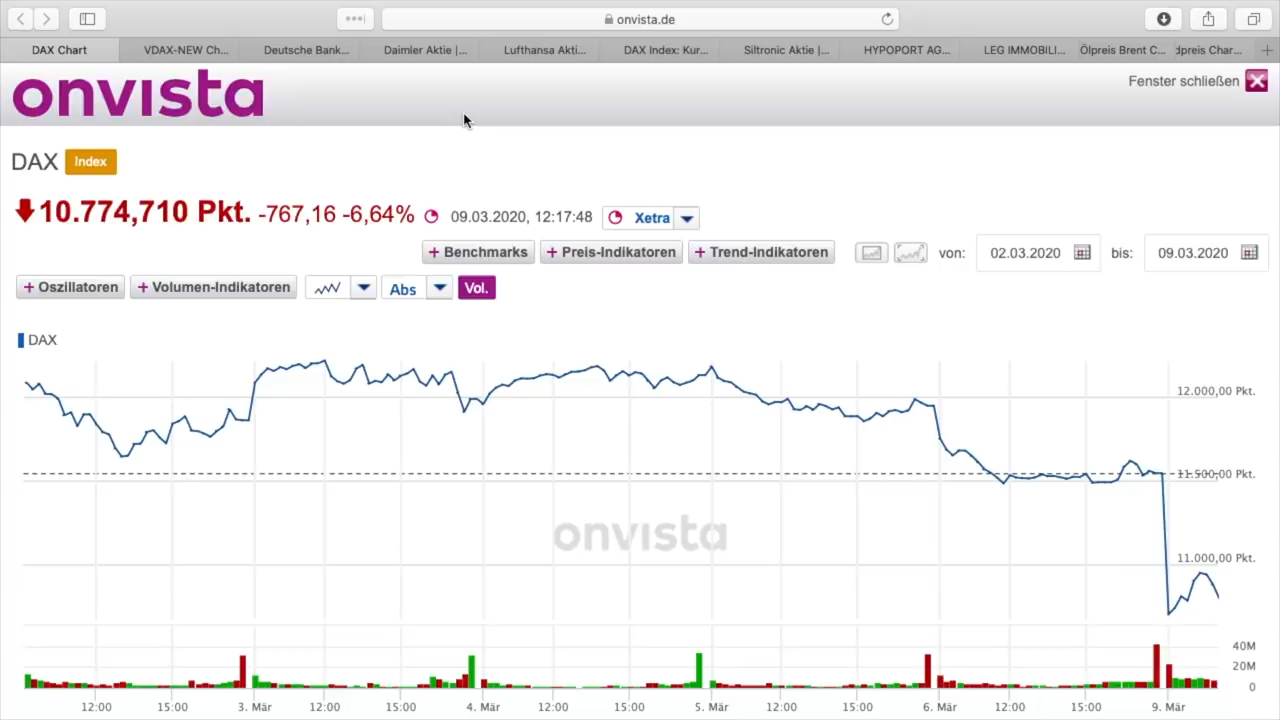 onvista.de
DAX Chart
VDAX-NEW Ch...
Deutsche Bank...
Daimler Aktie |...
Lufthansa Akti...
DAX Index: Kur...
Siltronic Aktie |...
HYPOPORT AG...
LEG IMMOBILI...
Ölpreis Brent C...
dpreis Char...
onvista
Fenster schließen
DAX Index
10.774,710 Pkt. -767,16 -6,64% 09.03.2020, 12:17:48 Xetra
+ Benchmarks + Preis-Indikatoren + Trend-Indikatoren von: 02.03.2020 bis: 09.03.2020
+ Oszillatoren + Volumen-Indikatoren Abs Vol.
DAX
12.000,00 Pkt.
11.500,00 Pkt.
onvista
11.000,00 Pkt.
40M
20M
0
12:00 15:00 3. Mär 12:00 15:00 4. Mär 12:00 15:00 5. Mär 12:00 15:00 6. Mär 12:00 15:00 9. Mär